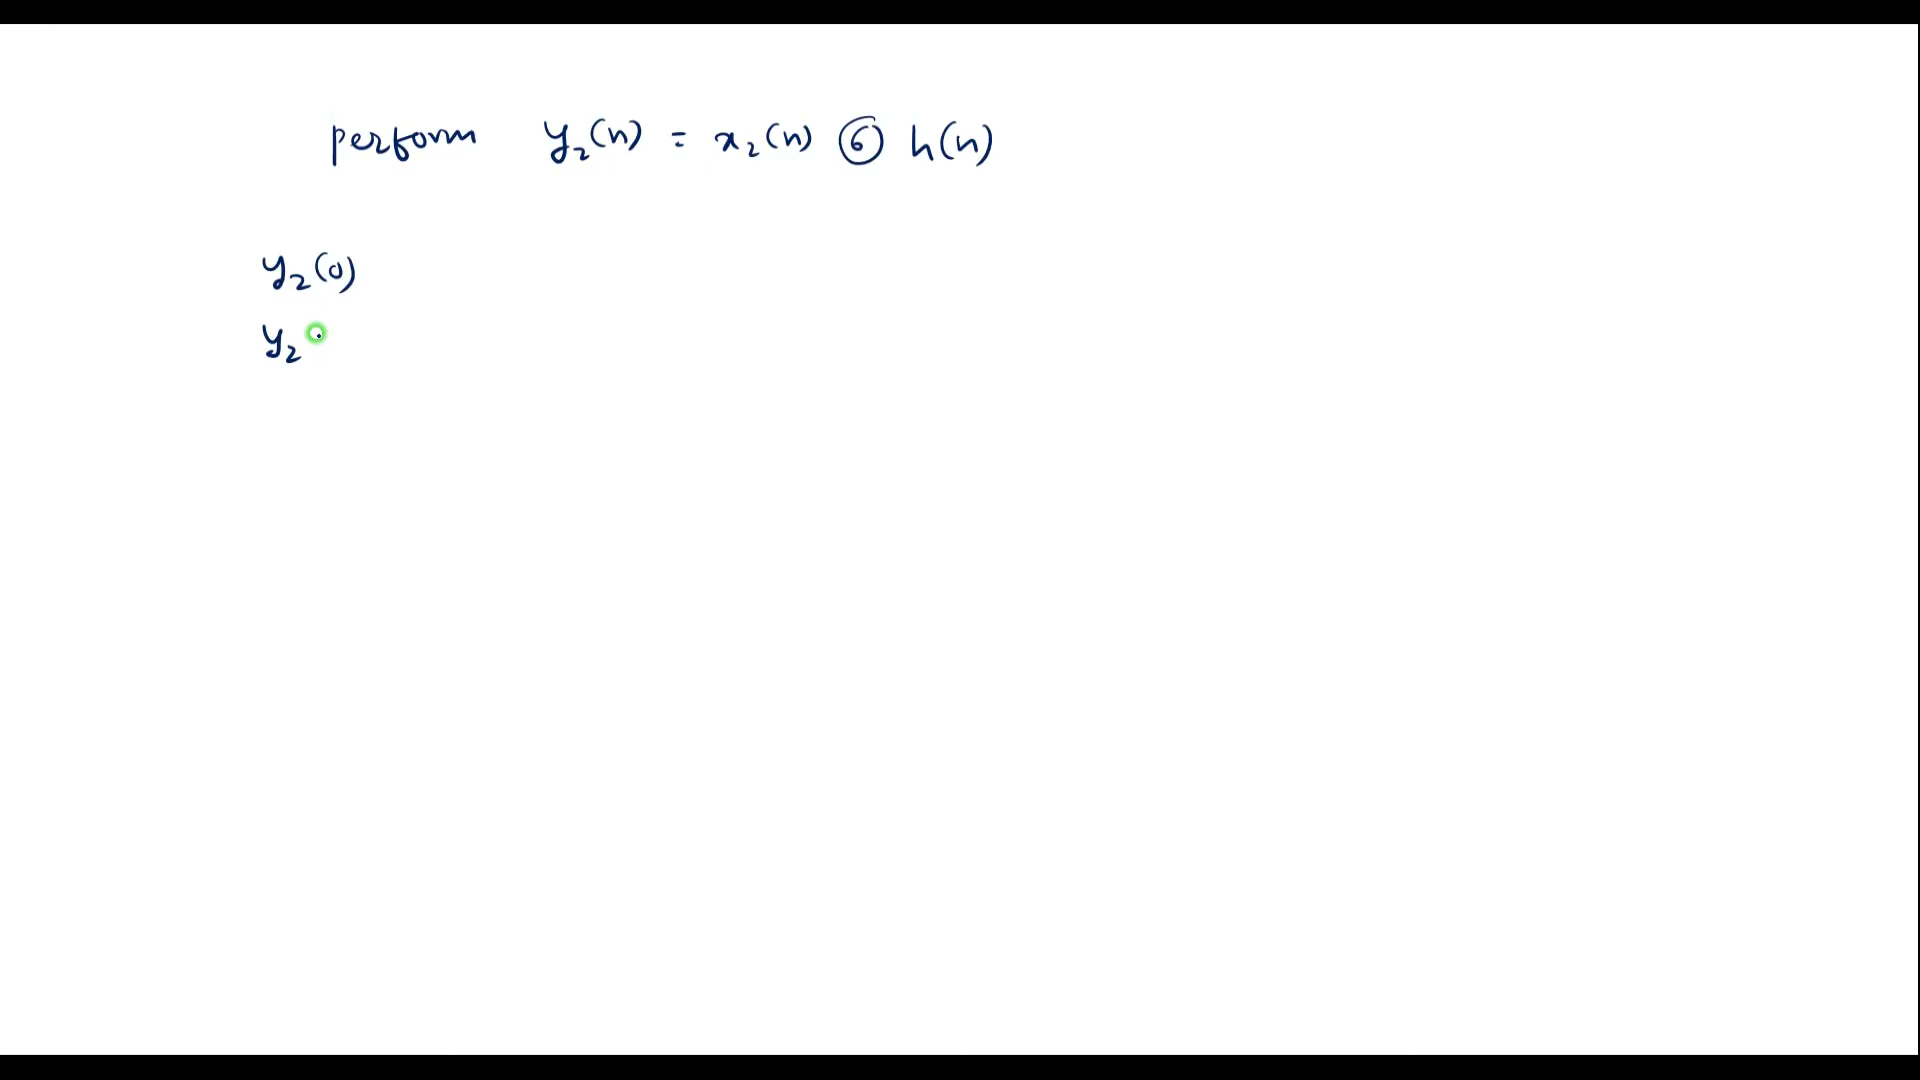 perform y₂(n) = x₂(n) ⑥ h(n)
y₂(0)
y₂